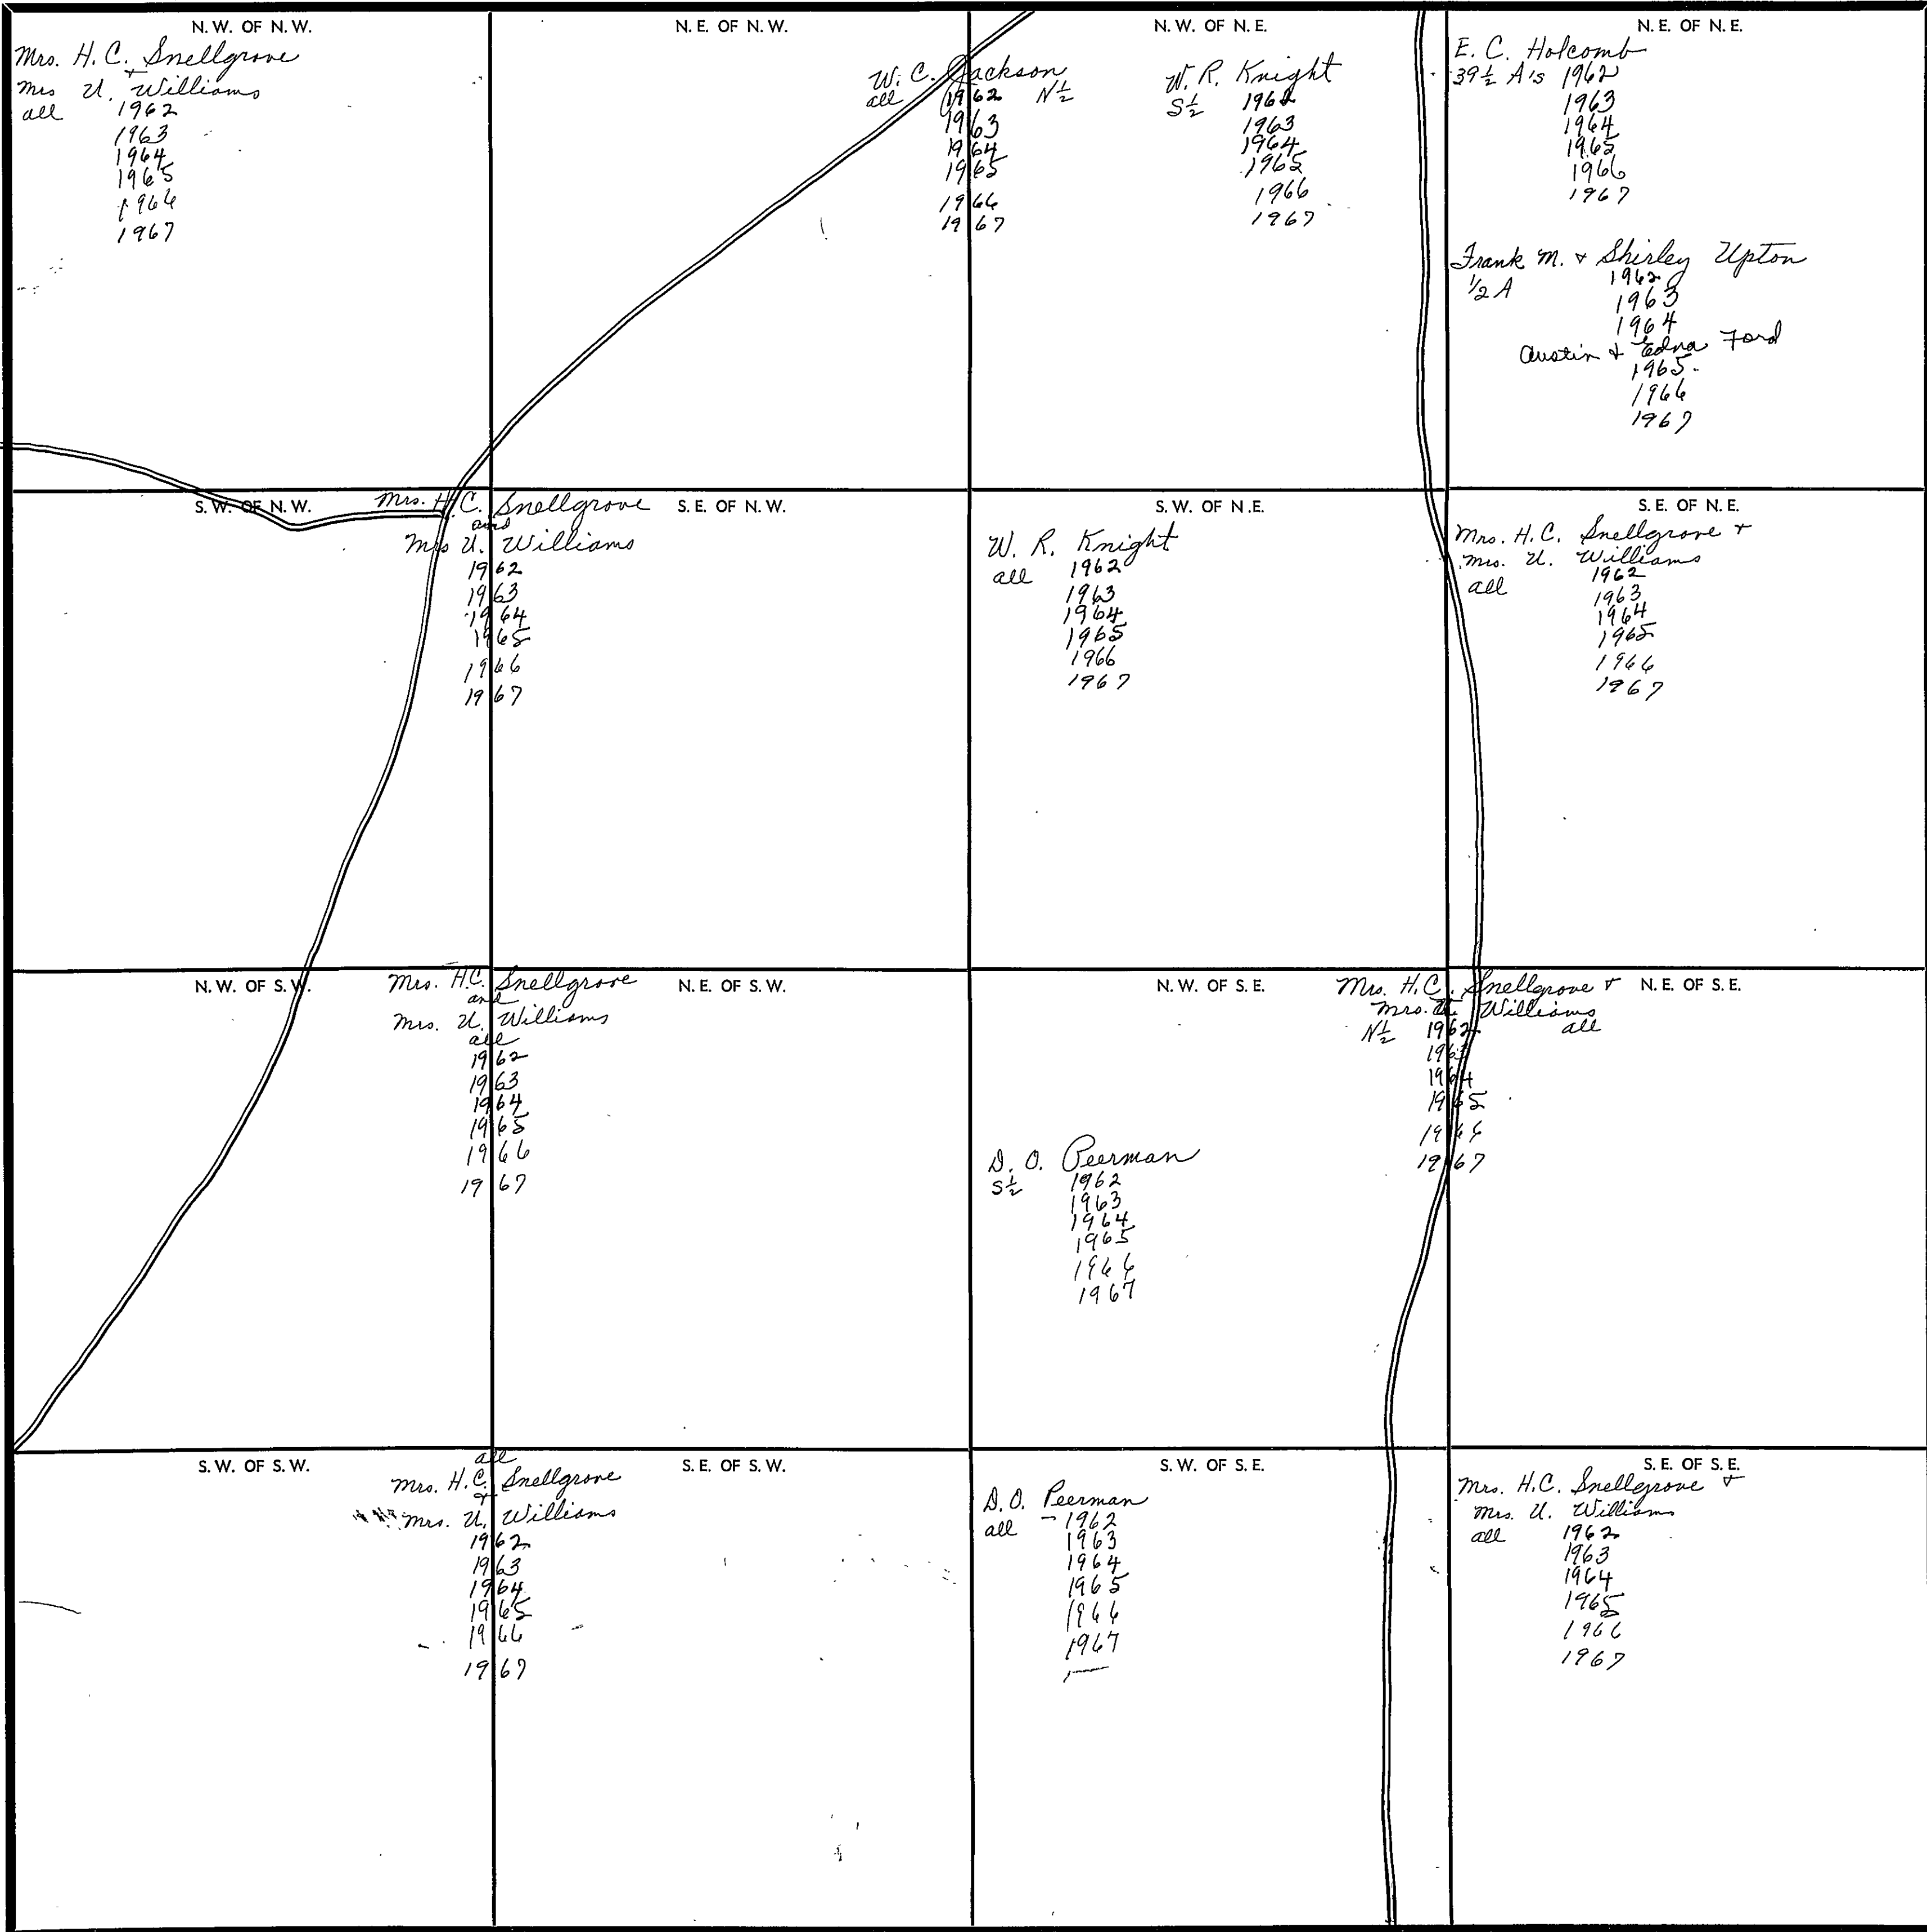 N. W. OF N. W.
Mrs. H. C. Snellgrove
+
Mrs U. Williams
all 1962
1963
1964
1965
1966
1967
N. E. OF N. W.
W. C. Jackson
all 1962 N½
1963
1964
1965
1966
1967
N. W. OF N. E.
W. R. Knight
S½ 1962
1963
1964
1965
1966
1967
N. E. OF N. E.
E. C. Holcomb
39½ A's 1962
1963
1964
1965
1966
1967
Frank M. + Shirley Upton
½ A 1962
1963
1964
Austin + Edna Ford
1965
1966
1967
S. W. OF N. W.
Mrs. H. C. Snellgrove
and
Mrs U. Williams
1962
1963
1964
1965
1966
1967
S. E. OF N. W.
S. W. OF N. E.
W. R. Knight
all 1962
1963
1964
1965
1966
1967
S. E. OF N. E.
Mrs. H. C. Snellgrove +
Mrs. U. Williams
all 1962
1963
1964
1965
1966
1967
N. W. OF S. W.
Mrs. H.C. Snellgrove
and
Mrs. U. Williams
all
1962
1963
1964
1965
1966
1967
N. E. OF S. W.
N. W. OF S. E.
D. O. Peerman
S½ 1962
1963
1964
1965
1966
1967
Mrs. H. C. Snellgrove +
Mrs. U. Williams
N½ 1962 all
1963
1964
1965
1966
1967
N. E. OF S. E.
S. W. OF S. W.
all
Mrs. H.C. Snellgrove
+
Mrs. U. Williams
1962
1963
1964
1965
1966
1967
S. E. OF S. W.
S. W. OF S. E.
D. O. Peerman
all - 1962
1963
1964
1965
1966
1967
S. E. OF S. E.
Mrs. H.C. Snellgrove +
Mrs. U. Williams
all 1962
1963
1964
1965
1966
1967